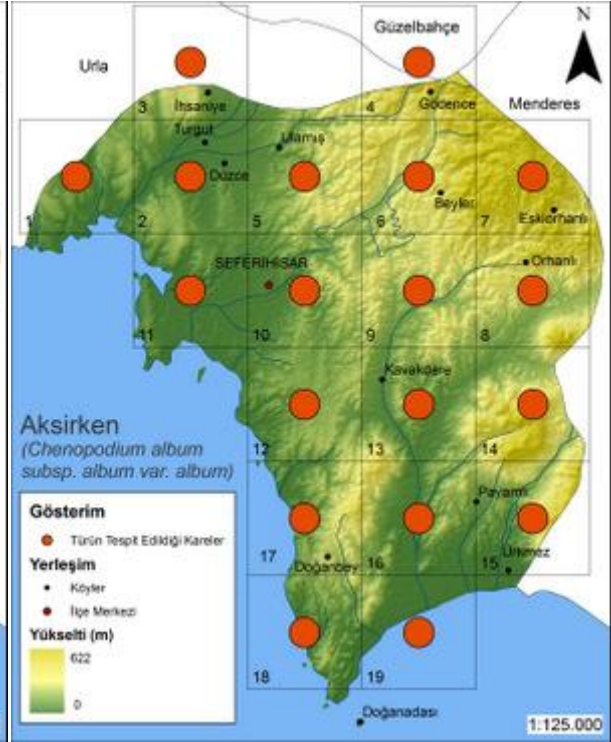 Güzelbahçe
N
Urla
3
İhsaniye
4
Gödence
Menderes
Turgut
Ulamış
Düzce
Beyler
Eskiorhanlı
1
2
5
6
7
SEFERİHİSAR
Orhanlı
11
10
9
8
Kavakdere
Aksirken
(Chenopodium album
subsp. album var. album)
12
13
14
Gösterim
Türün Tespit Edildiği Kareler
Yerleşim
Köyler
İlçe Merkezi
Yükselti (m)
622
0
Payamlı
17
Doğanbey
16
15
Ürkmez
18
19
Doğanadası
1:125.000